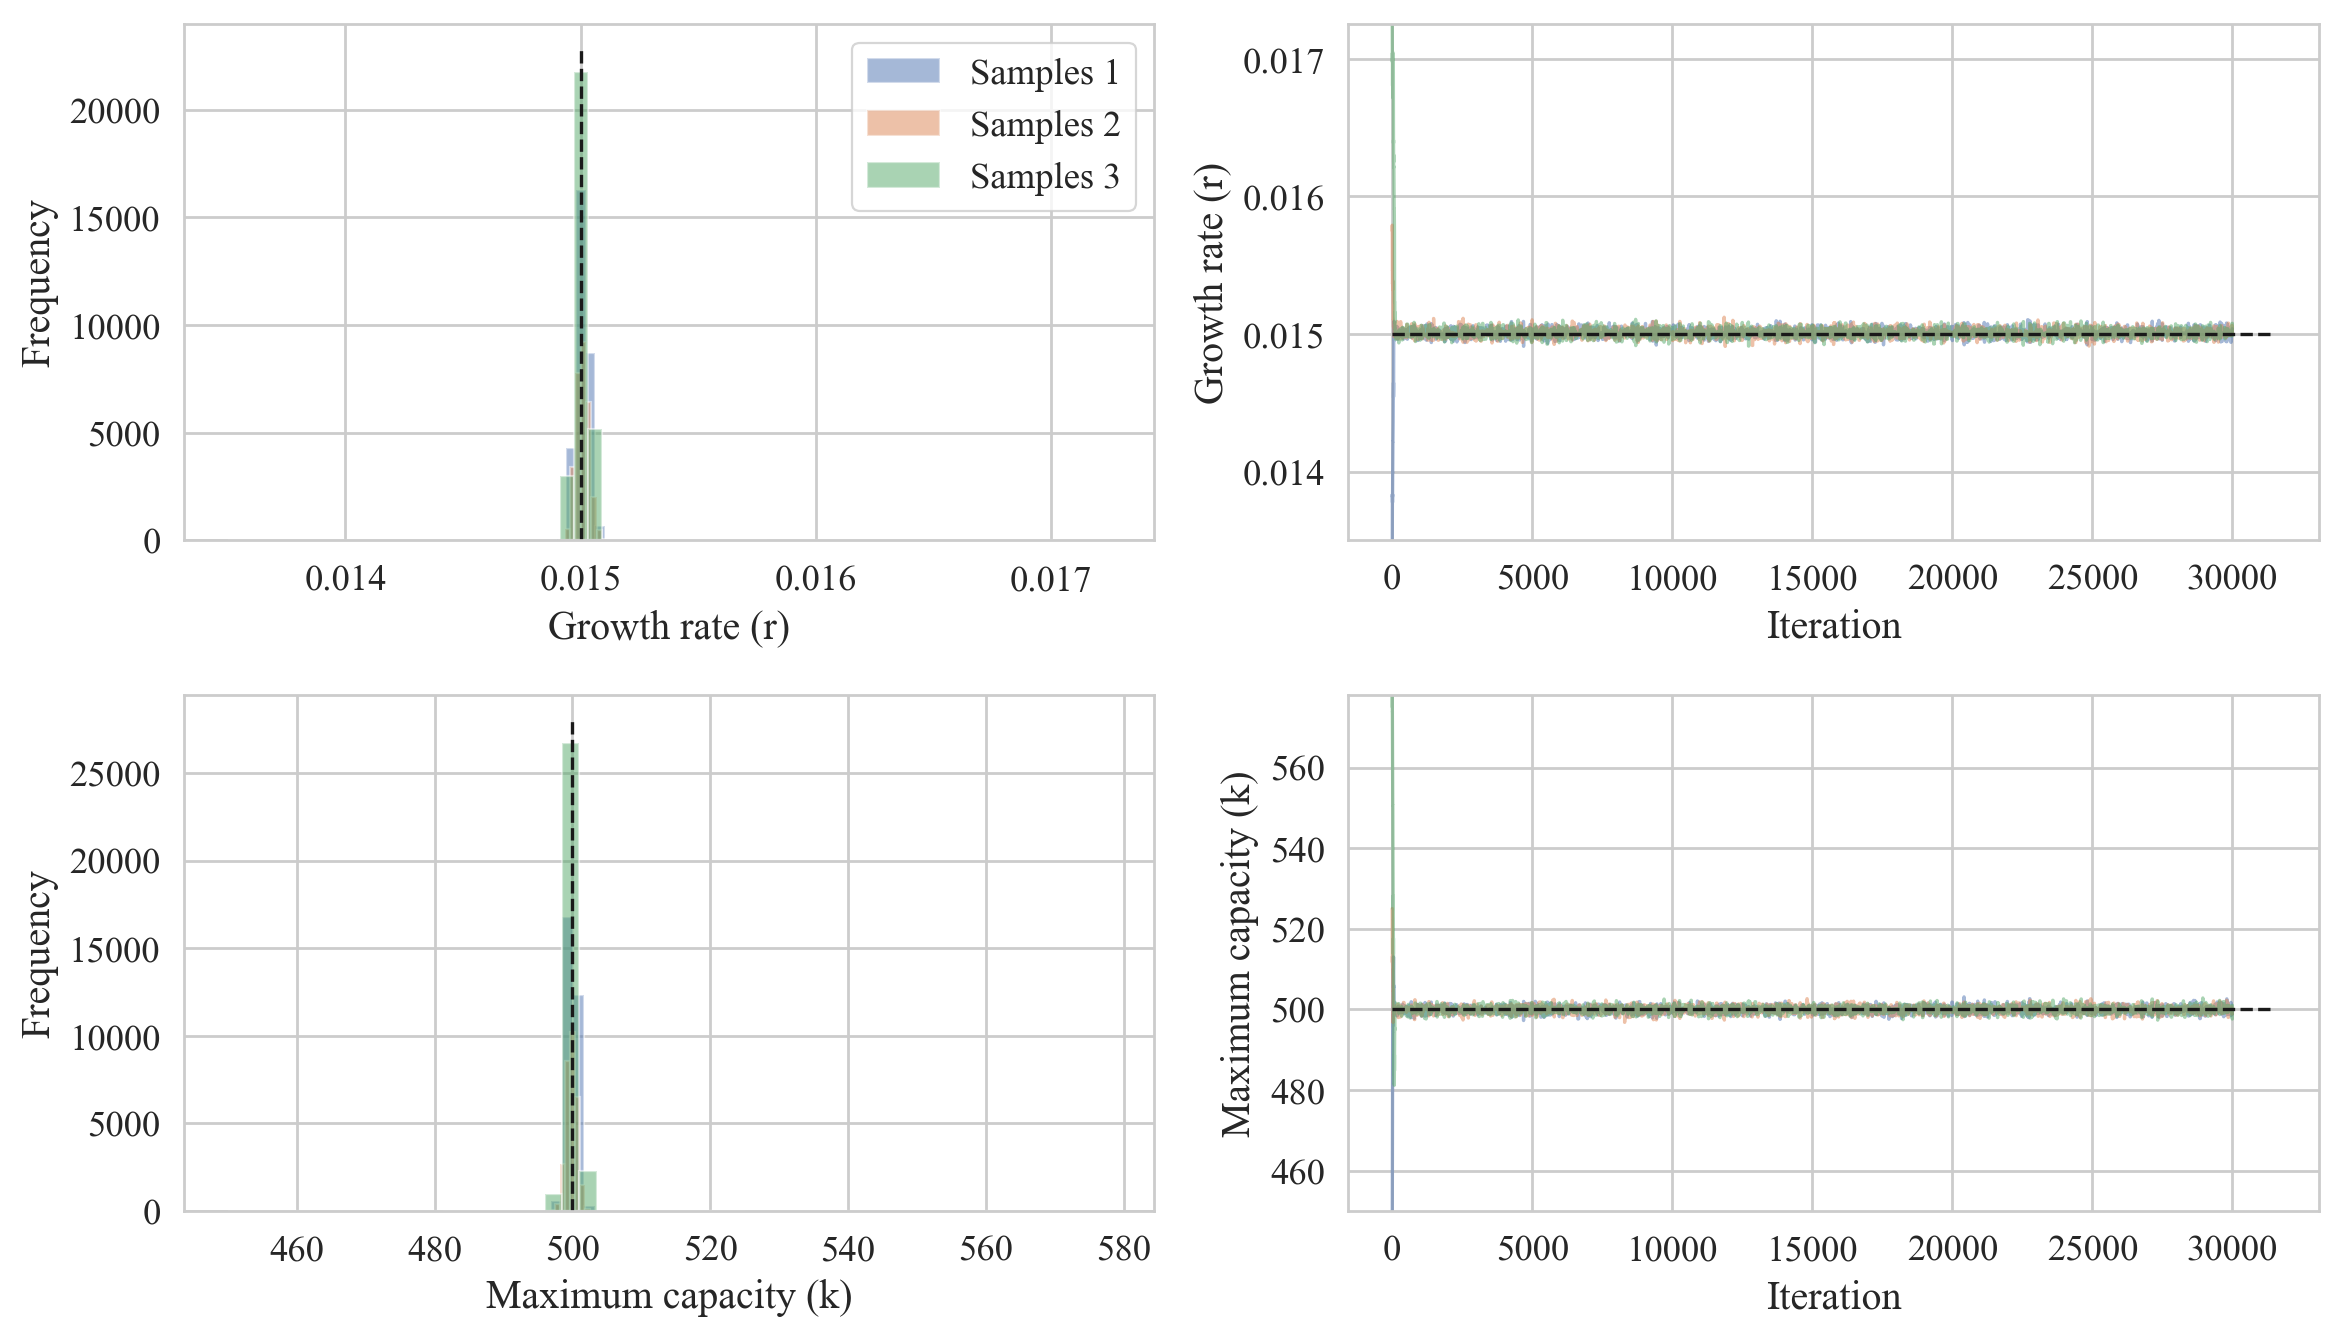 Samples 1
Samples 2
Samples 3
Frequency
20000
15000
10000
5000
0
0.014 0.015 0.016 0.017
Growth rate (r)
Growth rate (r)
0.017
0.016
0.015
0.014
0 5000 10000 15000 20000 25000 30000
Iteration
Frequency
25000
20000
15000
10000
5000
0
460 480 500 520 540 560 580
Maximum capacity (k)
Maximum capacity (k)
560
540
520
500
480
460
0 5000 10000 15000 20000 25000 30000
Iteration